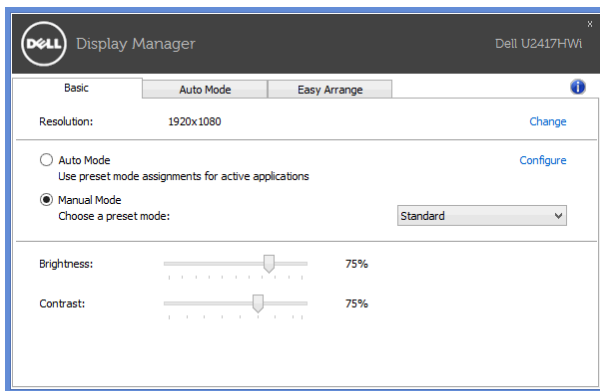 x
DELL Display Manager Dell U2417HWi
Basic Auto Mode Easy Arrange i
Resolution: 1920x1080 Change
Auto Mode Configure
Use preset mode assignments for active applications
Manual Mode
Choose a preset mode: Standard
Brightness: 75%
Contrast: 75%